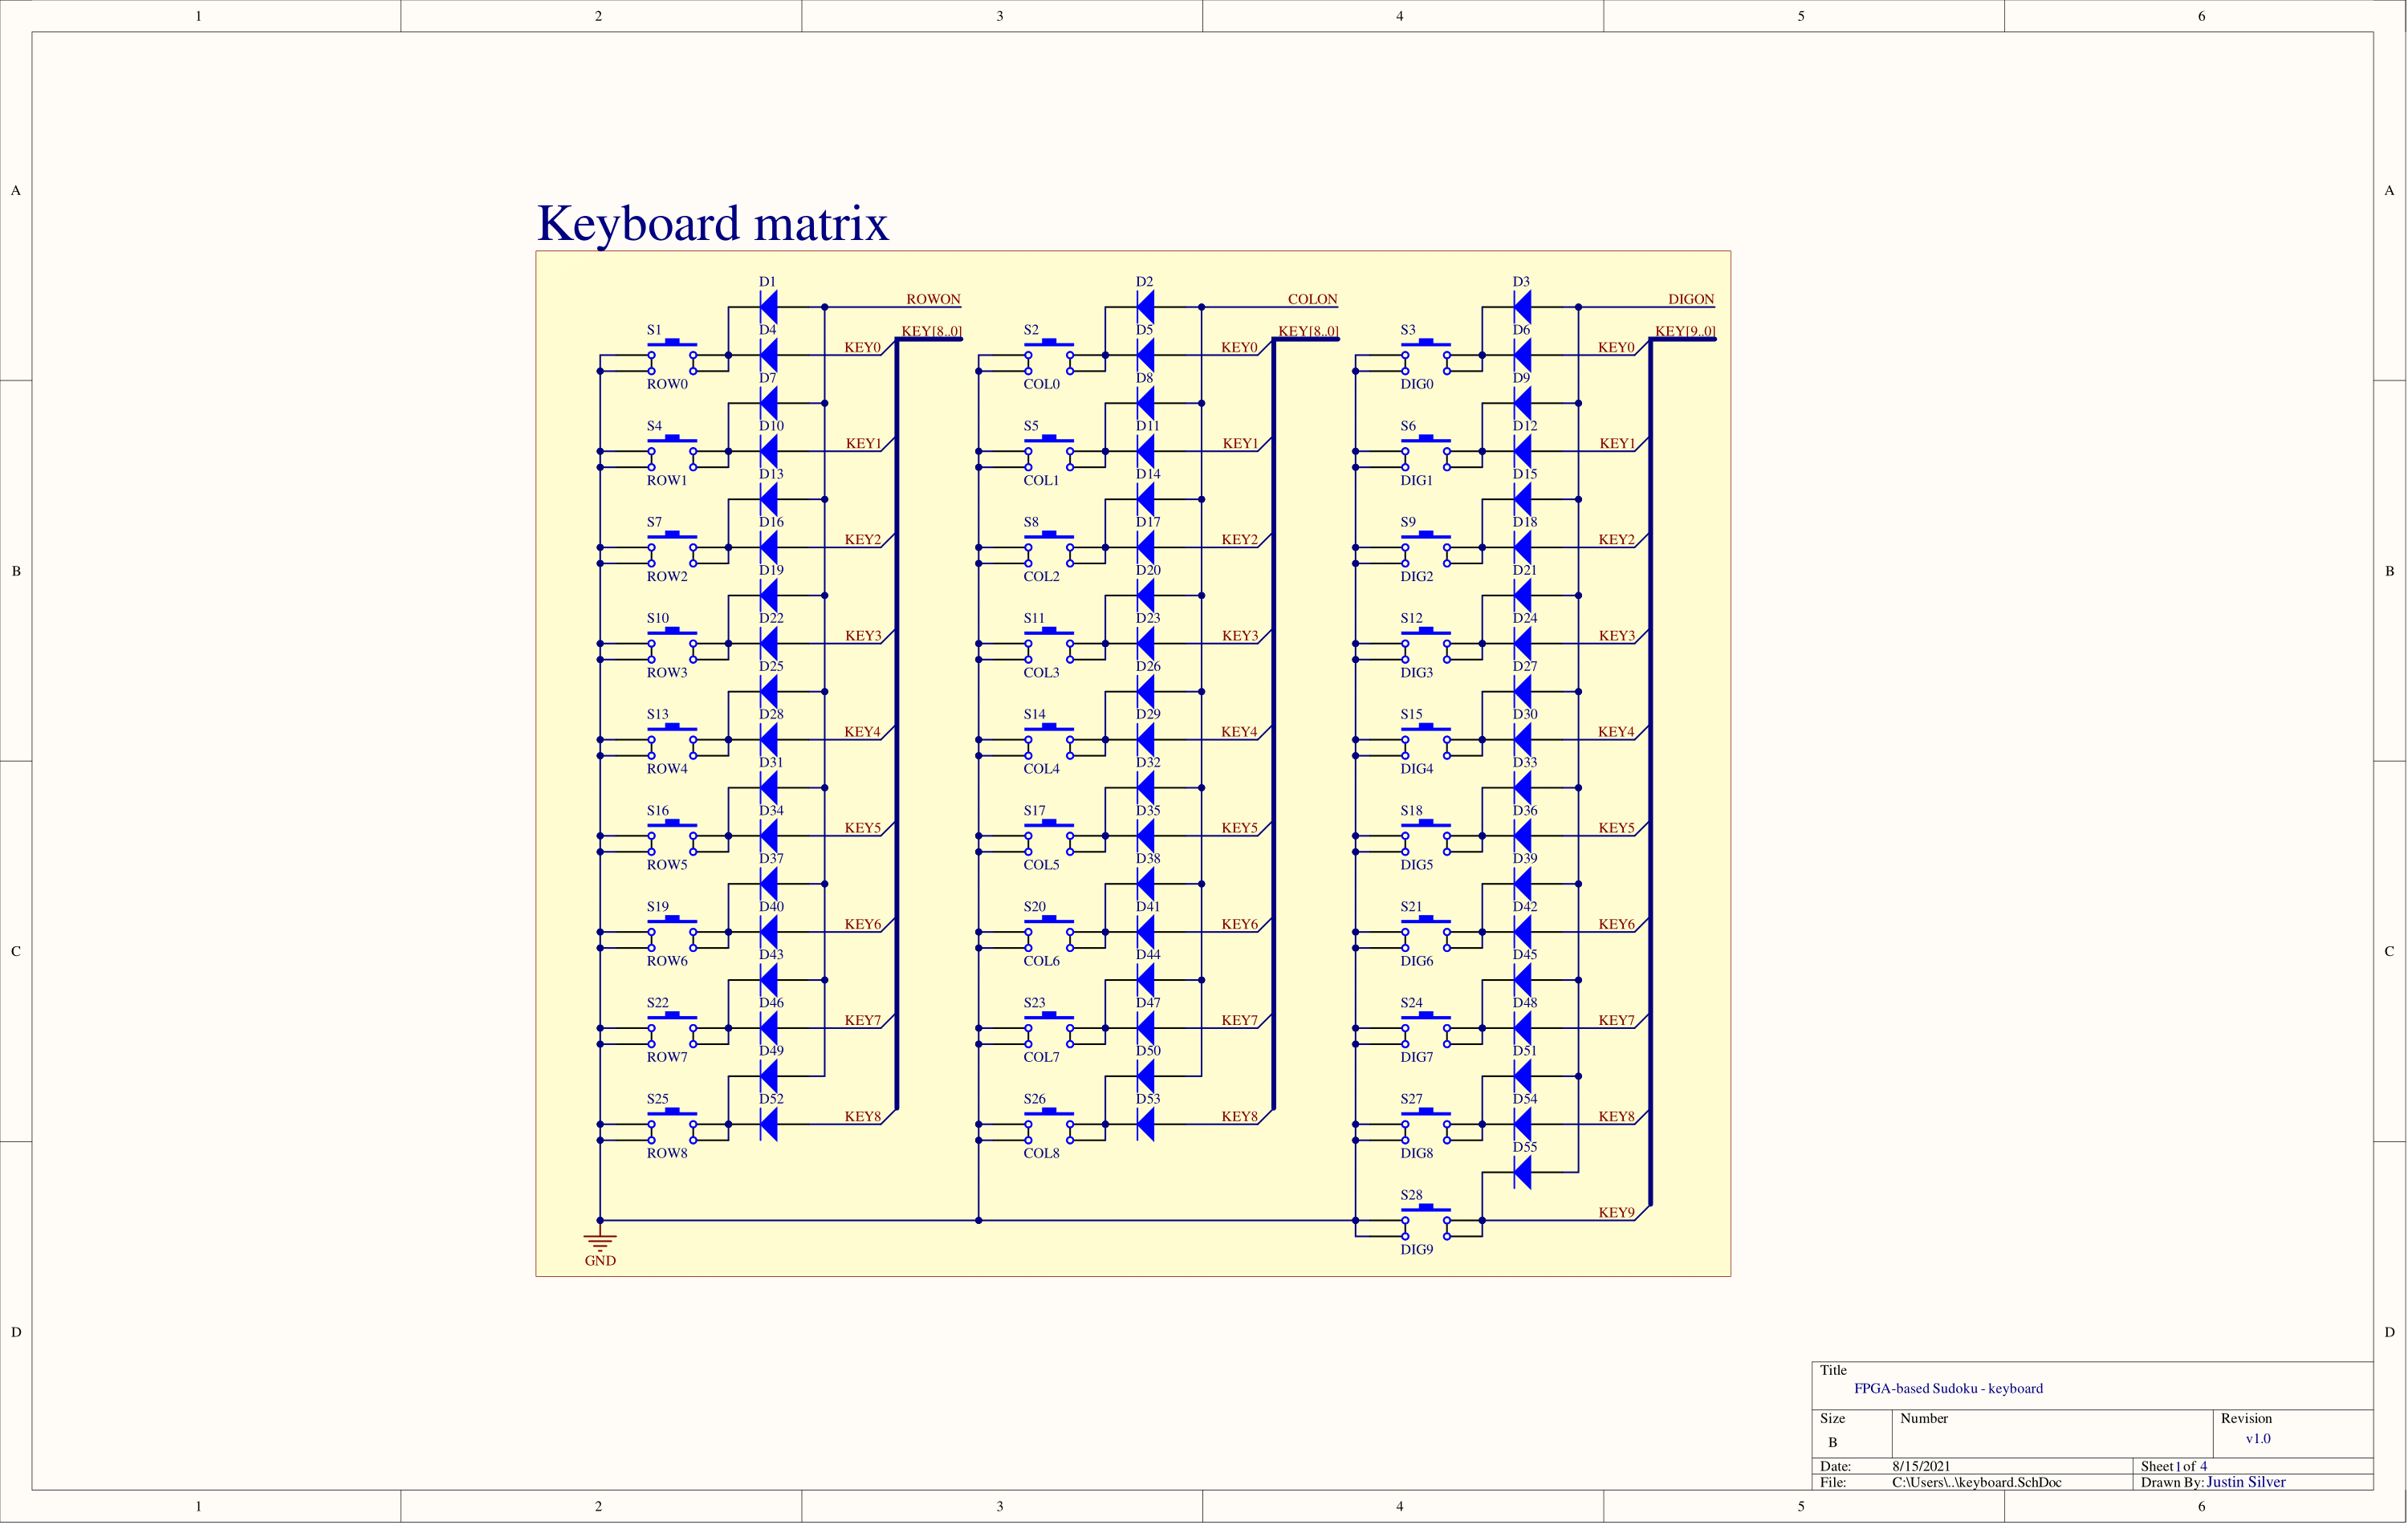 1 2 3 4 5 6
A A
Keyboard matrix
D1 D2 D3
ROWON COLON DIGON
S1 D4 KEY[8..0] S2 D5 KEY[8..0] S3 D6 KEY[9..0]
KEY0 KEY0 KEY0
ROW0 D7 COL0 D8 DIG0 D9
S4 D10 S5 D11 S6 D12
KEY1 KEY1 KEY1
ROW1 D13 COL1 D14 DIG1 D15
S7 D16 S8 D17 S9 D18
KEY2 KEY2 KEY2
B ROW2 D19 COL2 D20 DIG2 D21 B
S10 D22 S11 D23 S12 D24
KEY3 KEY3 KEY3
ROW3 D25 COL3 D26 DIG3 D27
S13 D28 S14 D29 S15 D30
KEY4 KEY4 KEY4
ROW4 D31 COL4 D32 DIG4 D33
S16 D34 S17 D35 S18 D36
KEY5 KEY5 KEY5
ROW5 D37 COL5 D38 DIG5 D39
S19 D40 S20 D41 S21 D42
KEY6 KEY6 KEY6
C ROW6 D43 COL6 D44 DIG6 D45 C
S22 D46 S23 D47 S24 D48
KEY7 KEY7 KEY7
ROW7 D49 COL7 D50 DIG7 D51
S25 D52 S26 D53 S27 D54
KEY8 KEY8 KEY8
ROW8 COL8 DIG8 D55
S28
KEY9
DIG9
GND
D D
Title
FPGA-based Sudoku - keyboard
Size Number Revision
B v1.0
Date: 8/15/2021 Sheet 1 of 4
File: C:\Users\..\keyboard.SchDoc Drawn By: Justin Silver
1 2 3 4 5 6